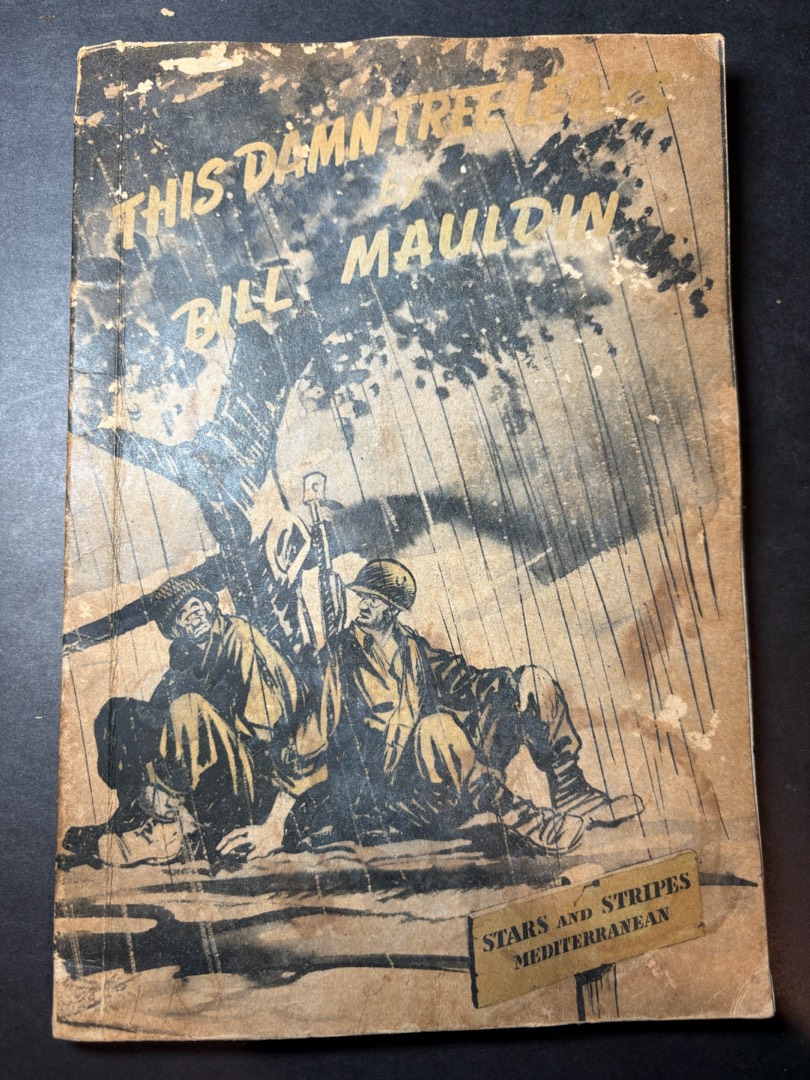 THIS DAMN TREE LEAKS
by
BILL MAULDIN
STARS AND STRIPES
MEDITERRANEAN